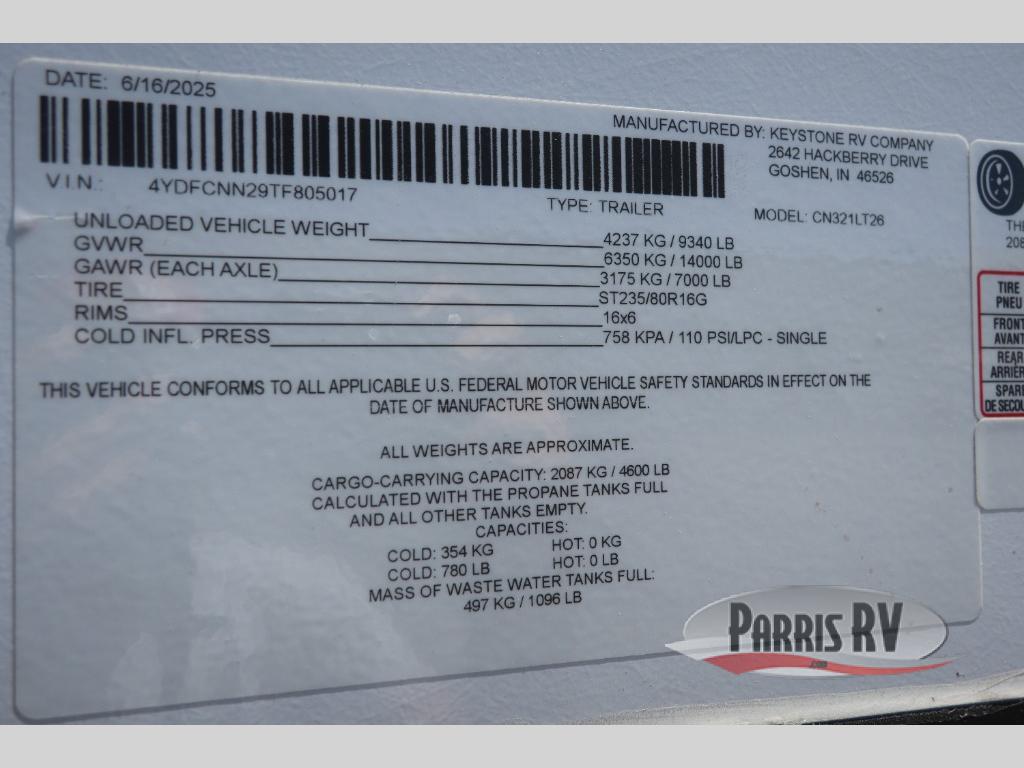 DATE: 6/16/2025
MANUFACTURED BY: KEYSTONE RV COMPANY
2642 HACKBERRY DRIVE
GOSHEN, IN 46526
V.I.N.: 4YDFCNN29TF805017
TYPE: TRAILER
MODEL: CN321LT26
UNLOADED VEHICLE WEIGHT 4237 KG / 9340 LB
GVWR 6350 KG / 14000 LB
GAWR (EACH AXLE) 3175 KG / 7000 LB
TIRE ST235/80R16G
RIMS 16x6
COLD INFL. PRESS 758 KPA / 110 PSI/LPC - SINGLE
THIS VEHICLE CONFORMS TO ALL APPLICABLE U.S. FEDERAL MOTOR VEHICLE SAFETY STANDARDS IN EFFECT ON THE
DATE OF MANUFACTURE SHOWN ABOVE.
ALL WEIGHTS ARE APPROXIMATE.
CARGO-CARRYING CAPACITY: 2087 KG / 4600 LB
CALCULATED WITH THE PROPANE TANKS FULL
AND ALL OTHER TANKS EMPTY.
CAPACITIES:
COLD: 354 KG HOT: 0 KG
COLD: 780 LB HOT: 0 LB
MASS OF WASTE WATER TANKS FULL:
497 KG / 1096 LB
TIRE
PNEU
FRONT
AVANT
REAR
SPARE
PARRIS RV
.com